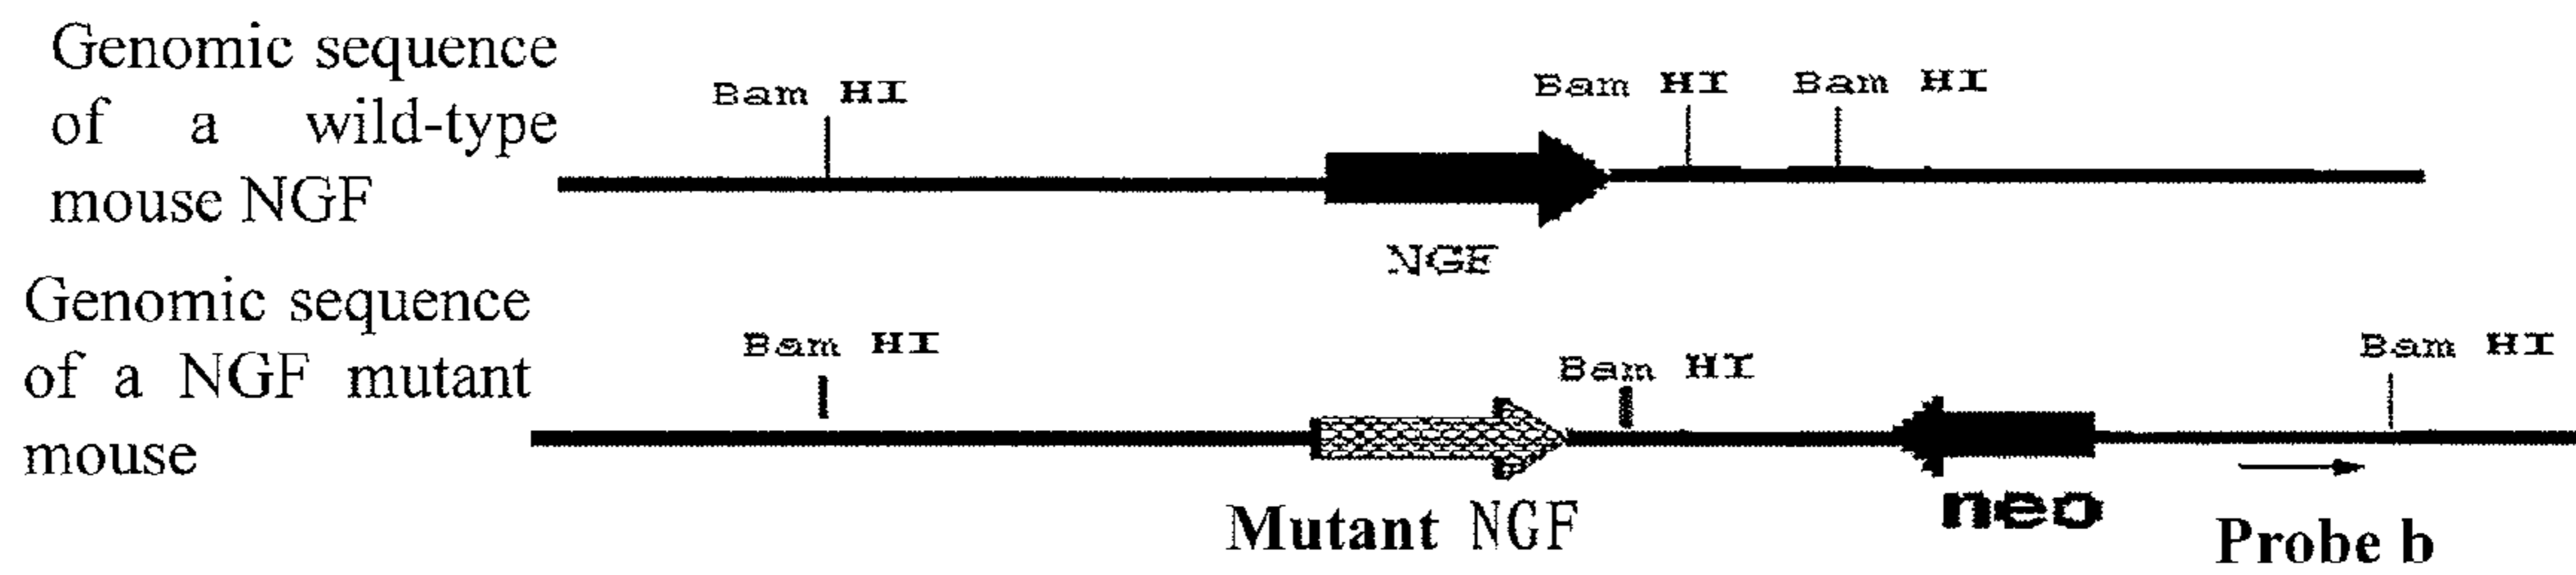 Genomic sequence
of a wild-type
mouse NGF
Bam HI
Bam HI
Bam HI
NGF
Genomic sequence
of a NGF mutant
mouse
Bam HI
Bam HI
Bam HI
Mutant NGF
neo
Probe b